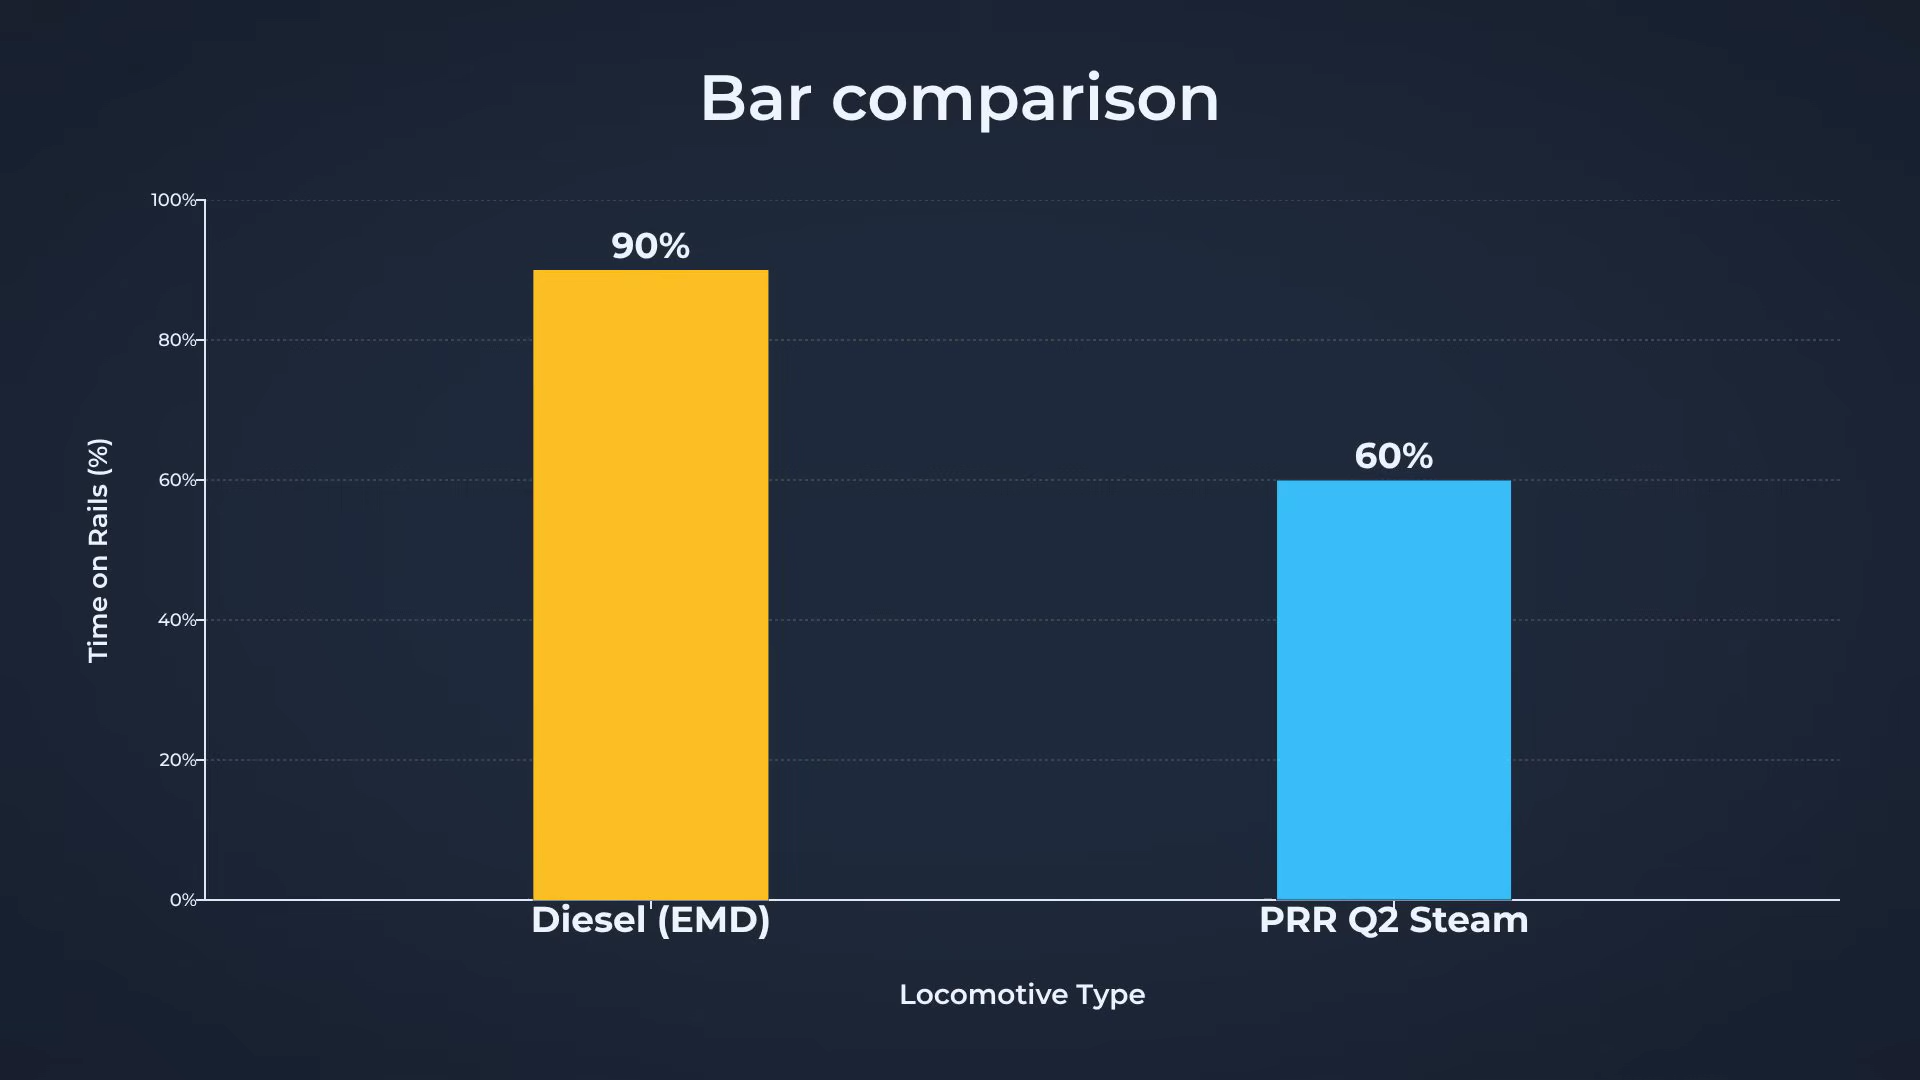 Bar comparison
100%
90%
80%
60%
60%
40%
20%
0%
Time on Rails (%)
Diesel (EMD)
PRR Q2 Steam
Locomotive Type